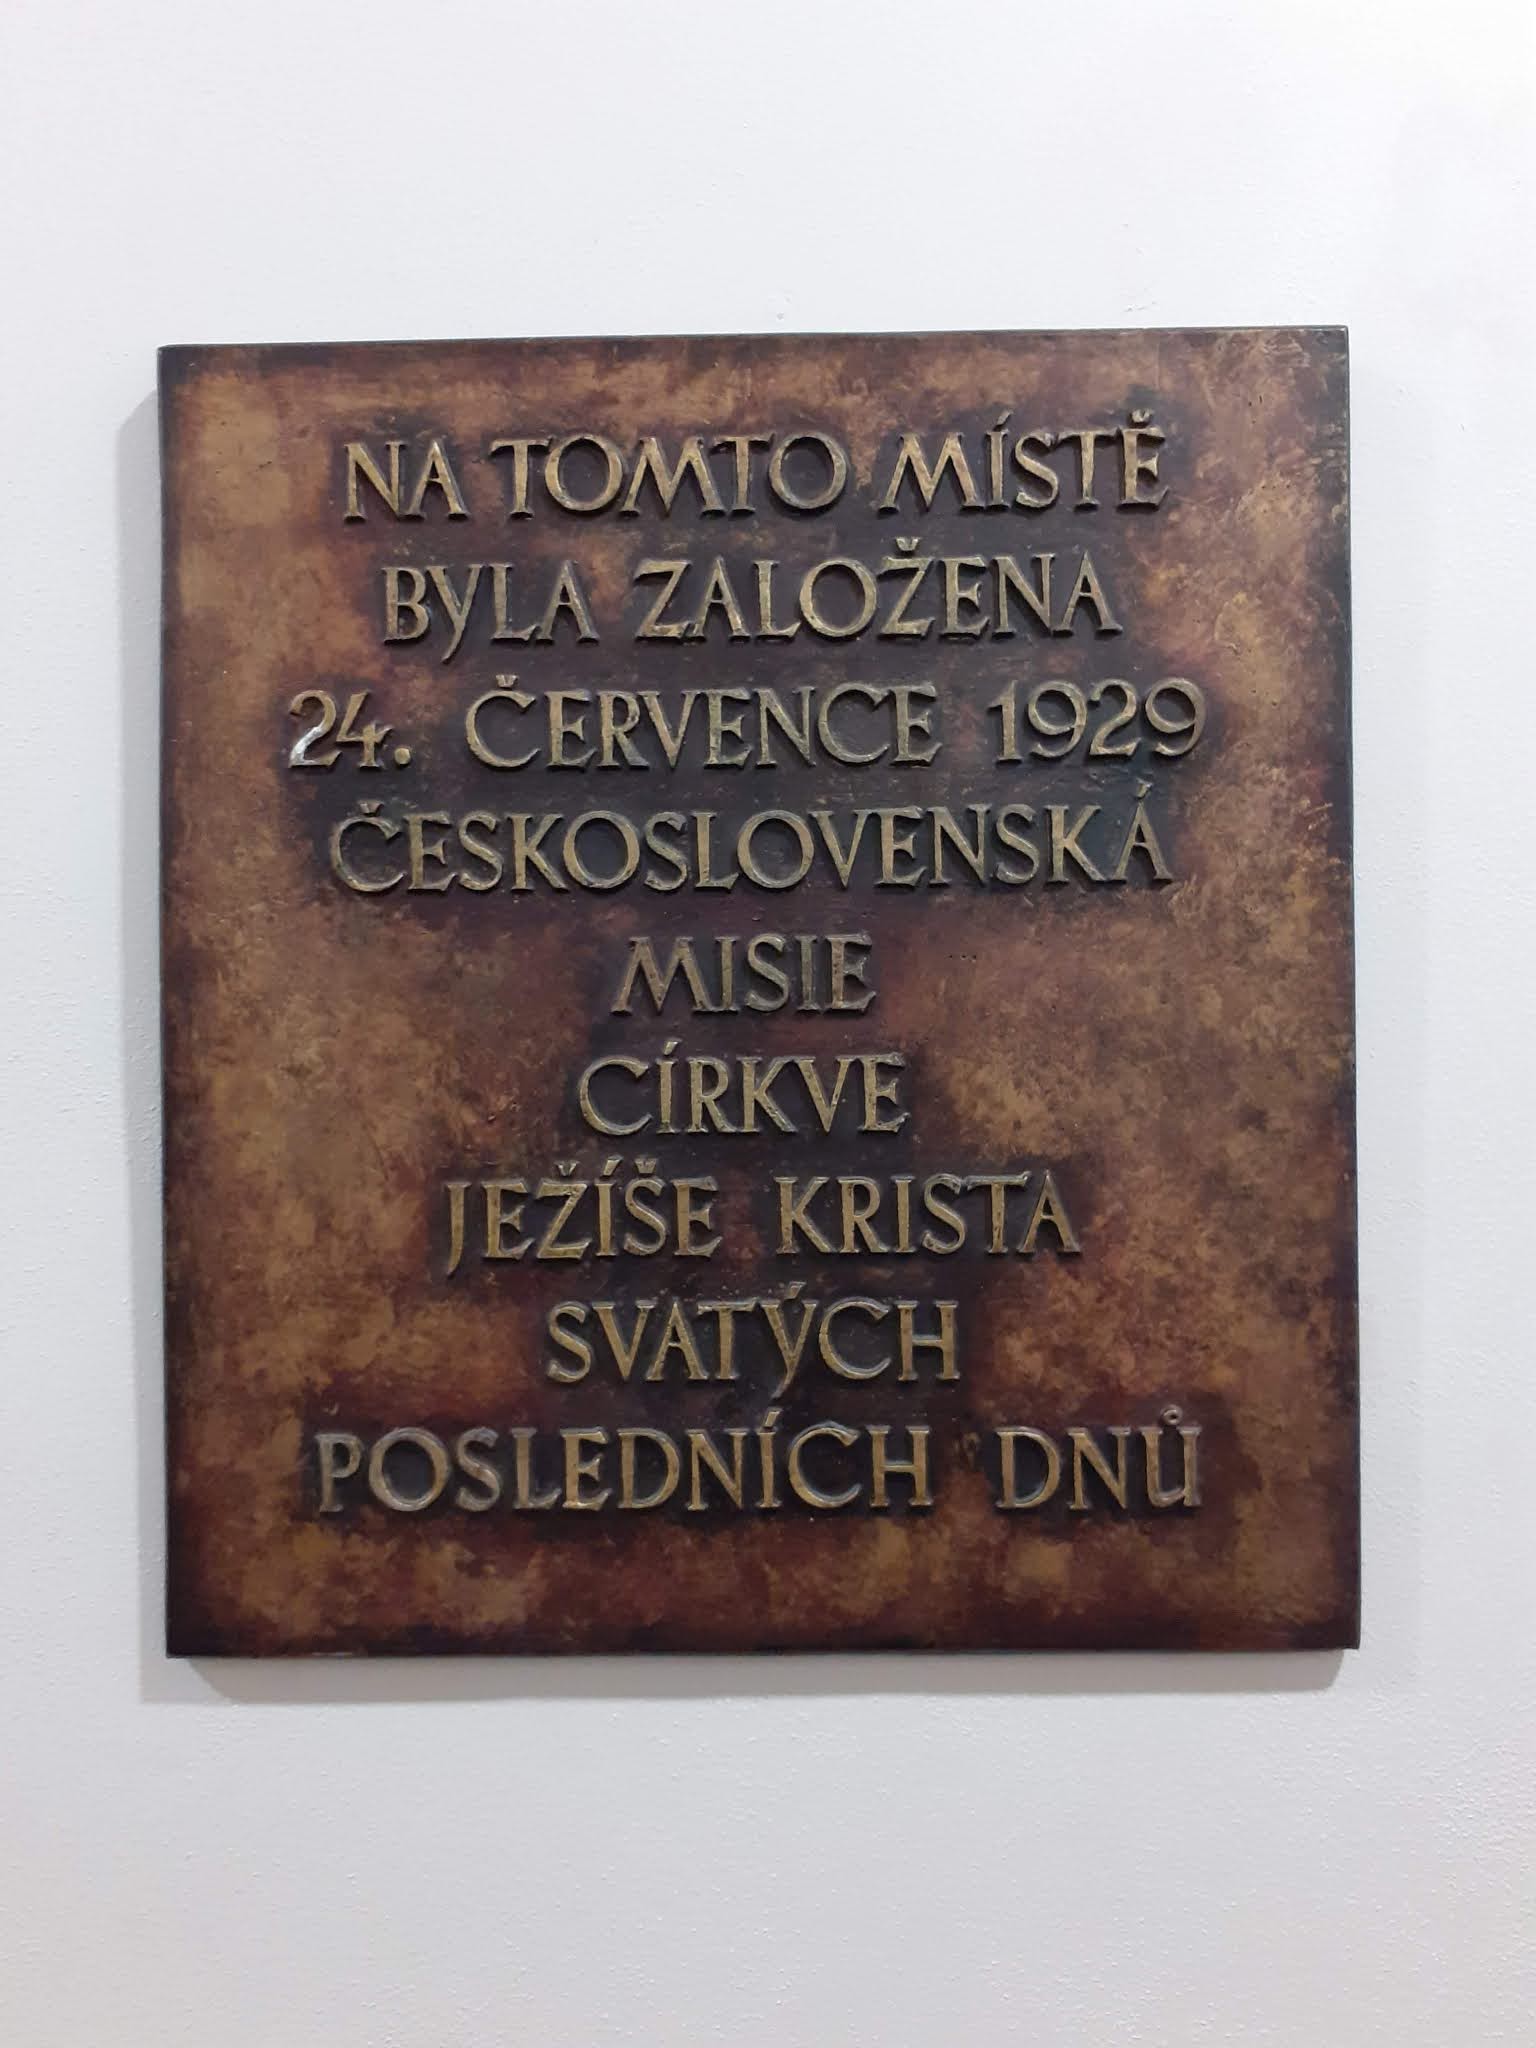 NA TOMTO MÍSTĚ
BYLA ZALOŽENA
24. ČERVENCE 1929
ČESKOSLOVENSKÁ
MISIE
CÍRKVE
JEŽÍŠE KRISTA
SVATÝCH
POSLEDNÍCH DNŮ